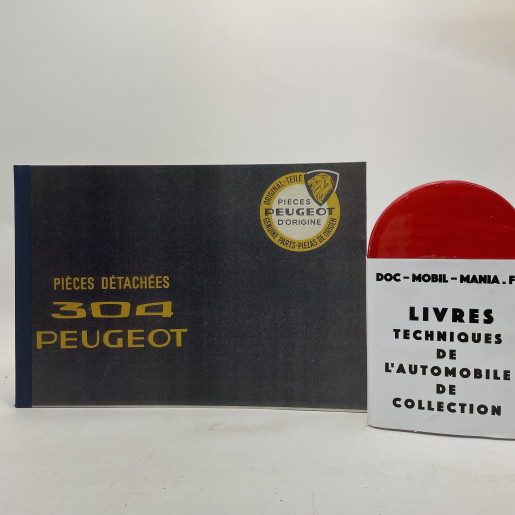 PIÈCES DÉTACHÉES
304
PEUGEOT
ORIGINAL-TEILE
PIECES
PEUGEOT
D'ORIGINE
GENUINE PARTS-PIEZAS DE ORIGEN
DOC-MOBIL-MANIA.F
LIVRES
TECHNIQUES
DE
L'AUTOMOBILE
DE
COLLECTION